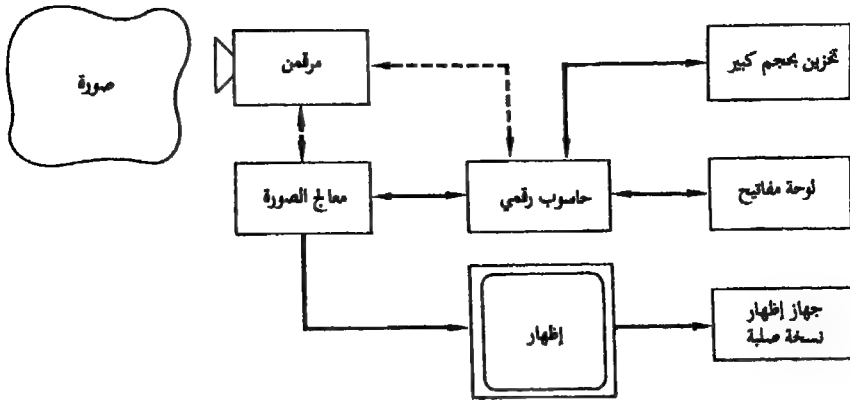 صورة
مرقمن
تخزين بحجم كبير
معالج الصورة
حاسوب رقمي
لوحة مفاتيح
إظهار
جهاز إظهار
نسخة صلبة